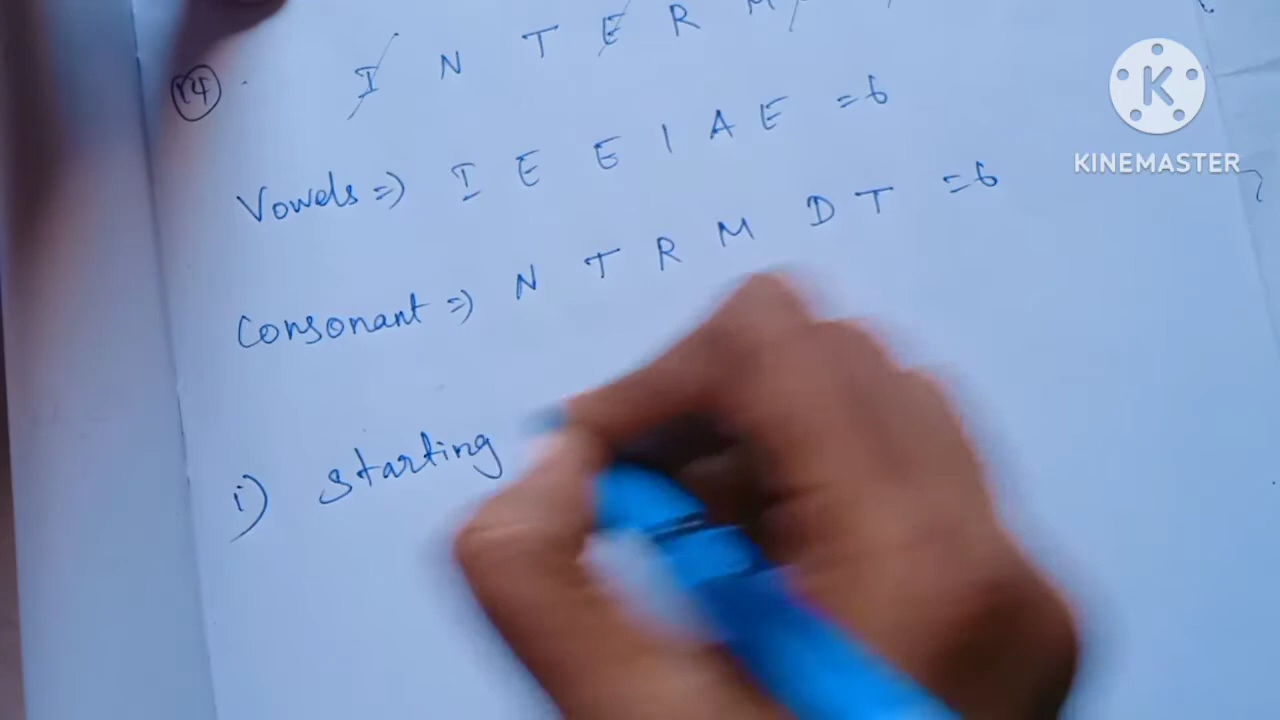 I N T E R M
14
Vowels => I E E I A E = 6
Consonant => N T R M D T = 6
i) starting
K
KINEMASTER